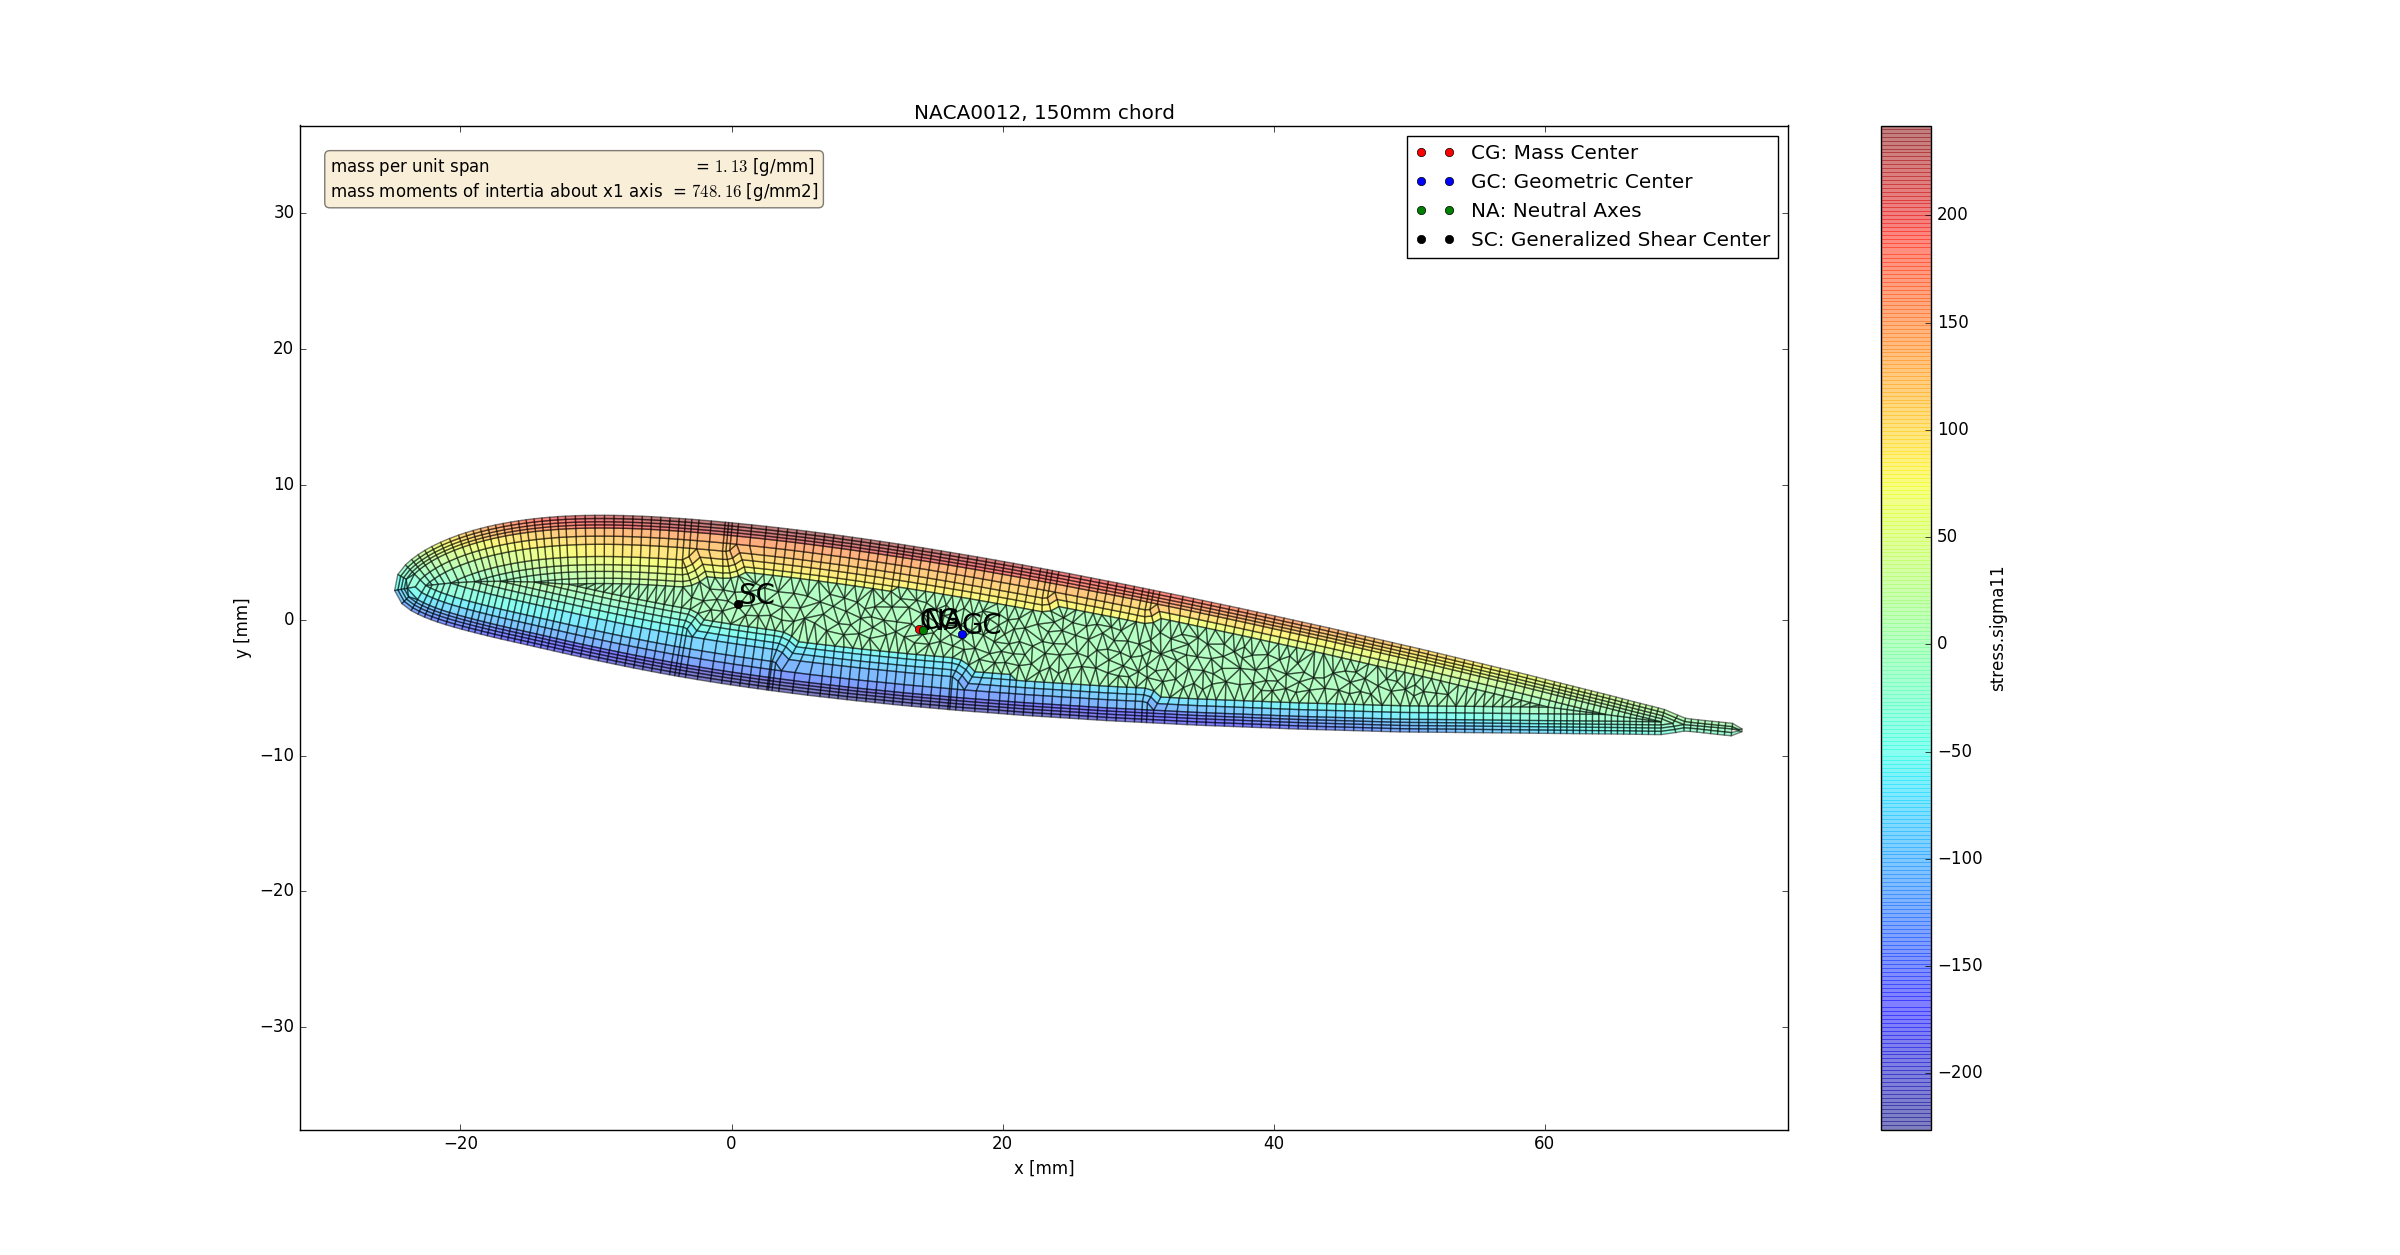 NACA0012, 150mm chord
mass per unit span = 1.13 [g/mm]
mass moments of intertia about x1 axis = 748.16 [g/mm2]
CG: Mass Center
GC: Geometric Center
NA: Neutral Axes
SC: Generalized Shear Center
30
20
10
0
−10
−20
−30
y [mm]
SC
CG
NA
GC
−20
0
20
40
60
x [mm]
200
150
100
50
0
−50
−100
−150
−200
stress.sigma11